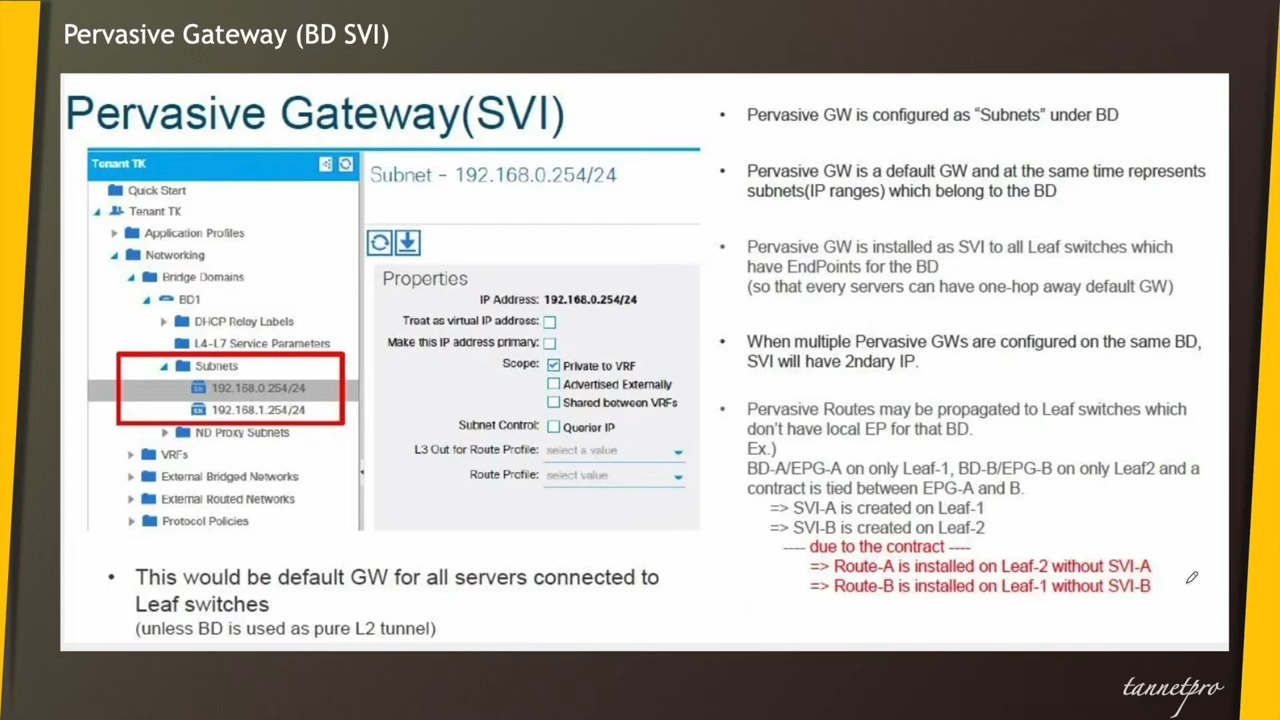 Pervasive Gateway (BD SVI)
Pervasive Gateway(SVI)
Tenant TK
Quick Start
Tenant TK
Application Profiles
Networking
Bridge Domains
BD1
DHCP Relay Labels
L4-L7 Service Parameters
Subnets
192.168.0.254/24
192.168.1.254/24
ND Proxy Subnets
VRFs
External Bridged Networks
External Routed Networks
Protocol Policies
Subnet - 192.168.0.254/24
Properties
IP Address: 192.168.0.254/24
Treat as virtual IP address:
Make this IP address primary:
Scope: Private to VRF
Advertised Externally
Shared between VRFs
Subnet Control: Querier IP
L3 Out for Route Profile: select a value
Route Profile: select value
• This would be default GW for all servers connected to
Leaf switches
(unless BD is used as pure L2 tunnel)
• Pervasive GW is configured as “Subnets” under BD
• Pervasive GW is a default GW and at the same time represents
subnets(IP ranges) which belong to the BD
• Pervasive GW is installed as SVI to all Leaf switches which
have EndPoints for the BD
(so that every servers can have one-hop away default GW)
• When multiple Pervasive GWs are configured on the same BD,
SVI will have 2ndary IP.
• Pervasive Routes may be propagated to Leaf switches which
don’t have local EP for that BD.
Ex.)
BD-A/EPG-A on only Leaf-1, BD-B/EPG-B on only Leaf2 and a
contract is tied between EPG-A and B.
=> SVI-A is created on Leaf-1
=> SVI-B is created on Leaf-2
---- due to the contract ----
=> Route-A is installed on Leaf-2 without SVI-A
=> Route-B is installed on Leaf-1 without SVI-B
tannetpro